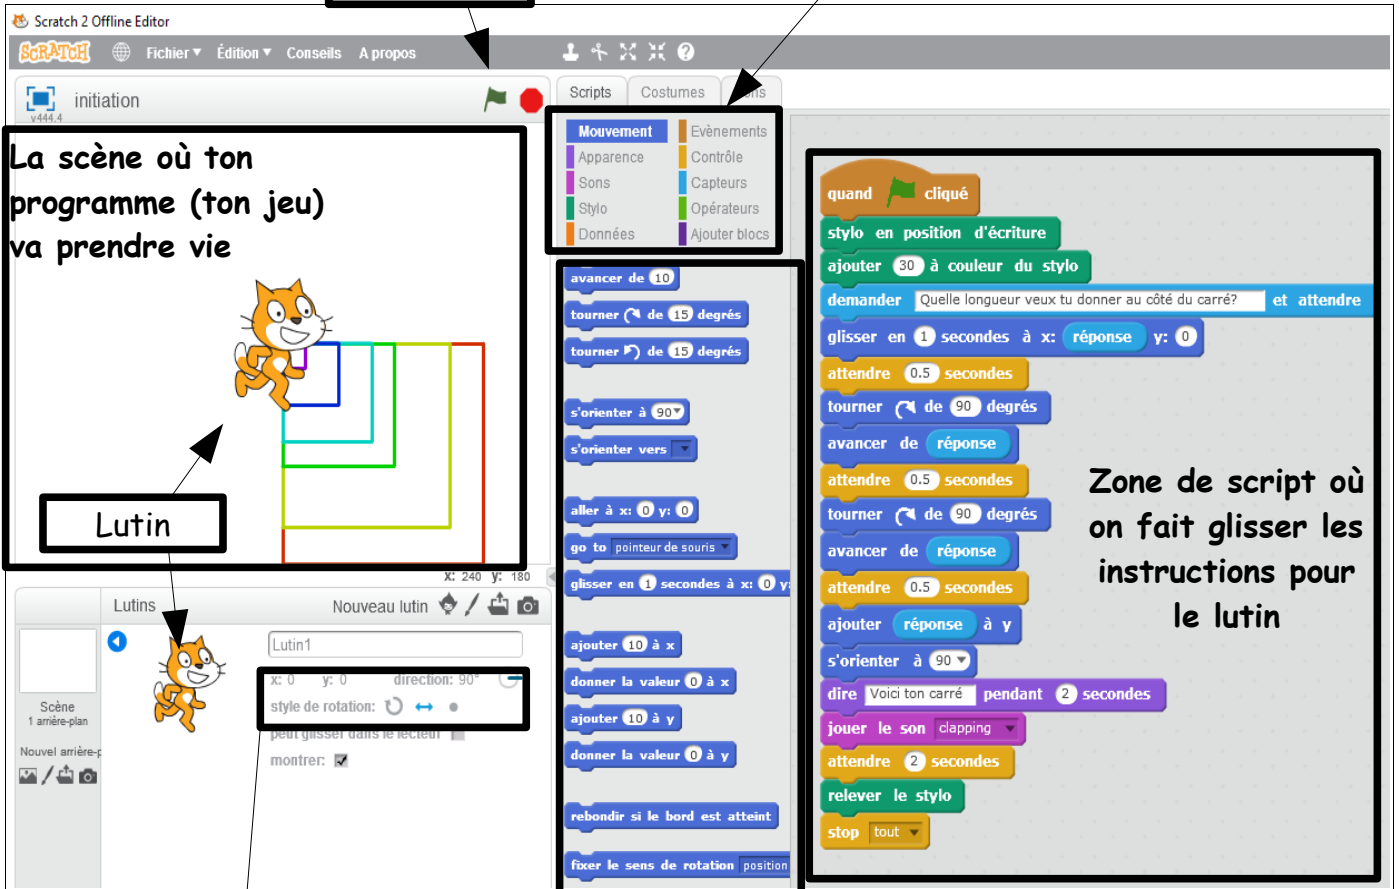 Scratch 2 Offline Editor
SCRATCH Fichier▼ Édition▼ Conseils A propos
initiation
v444.4
La scène où ton
programme (ton jeu)
va prendre vie
Lutin
x: 240 y: 180
Lutins Nouveau lutin
Lutin1
x: 0 y: 0 direction: 90°
style de rotation:
peut glisser dans le lecteur
montrer:
Scène
1 arrière-plan
Nouvel arrière-p
Scripts Costumes
Mouvement Evènements
Apparence Contrôle
Sons Capteurs
Stylo Opérateurs
Données Ajouter blocs
avancer de 10
tourner de 15 degrés
tourner de 15 degrés
s'orienter à 90▼
s'orienter vers
aller à x: 0 y: 0
go to pointeur de souris
glisser en 1 secondes à x: 0 y:
ajouter 10 à x
donner la valeur 0 à x
ajouter 10 à y
donner la valeur 0 à y
rebondir si le bord est atteint
fixer le sens de rotation position
quand cliqué
stylo en position d'écriture
ajouter 30 à couleur du stylo
demander Quelle longueur veux tu donner au côté du carré? et attendre
glisser en 1 secondes à x: réponse y: 0
attendre 0.5 secondes
tourner de 90 degrés
avancer de réponse
attendre 0.5 secondes
tourner de 90 degrés
avancer de réponse
attendre 0.5 secondes
ajouter réponse à y
s'orienter à 90▼
dire Voici ton carré pendant 2 secondes
jouer le son clapping
attendre 2 secondes
relever le stylo
stop tout
Zone de script où
on fait glisser les
instructions pour
le lutin